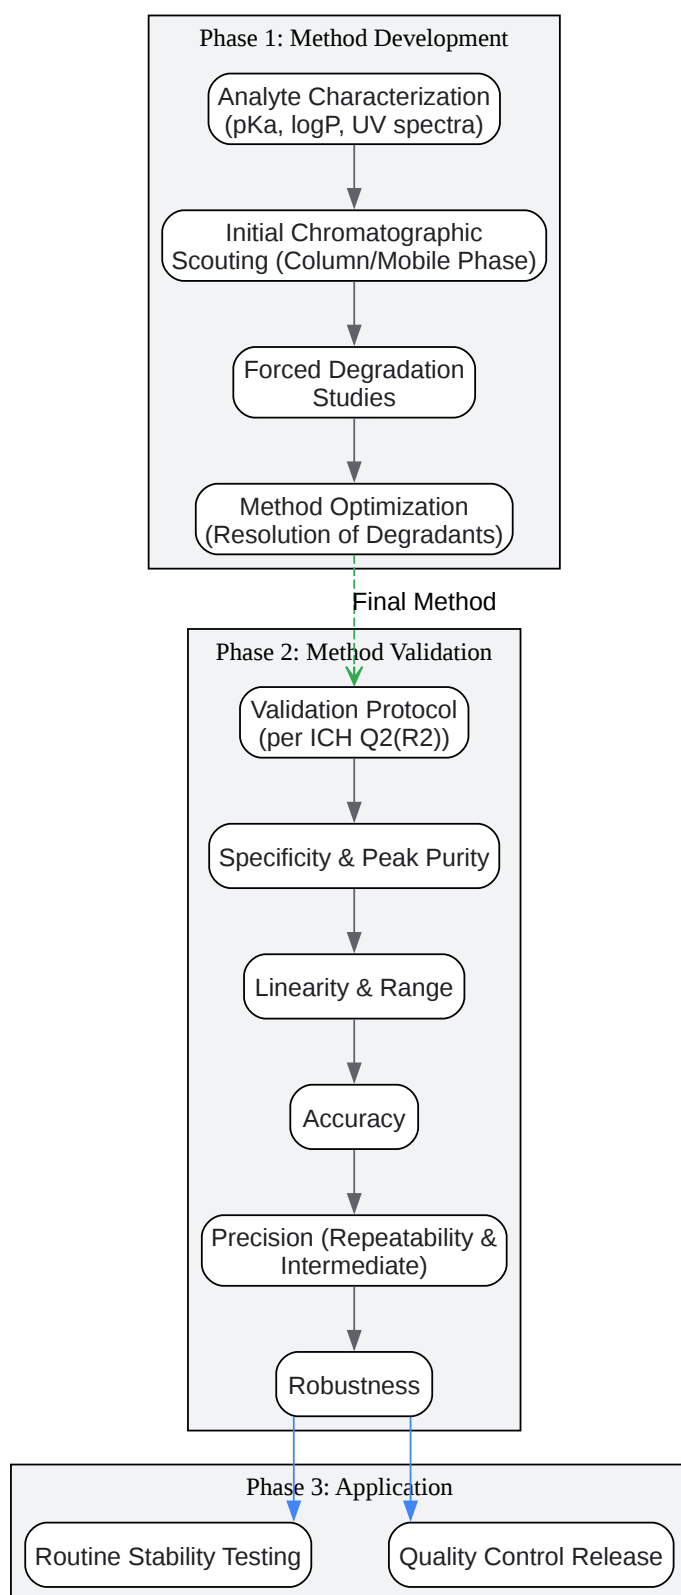 Phase 1: Method Development
Analyte Characterization
(pKa, logP, UV spectra)
Initial Chromatographic
Scouting (Column/Mobile Phase)
Forced Degradation
Studies
Method Optimization
(Resolution of Degradants)
Final Method
Phase 2: Method Validation
Validation Protocol
(per ICH Q2(R2))
Specificity & Peak Purity
Linearity & Range
Accuracy
Precision (Repeatability &
Intermediate)
Robustness
Phase 3: Application
Routine Stability Testing
Quality Control Release